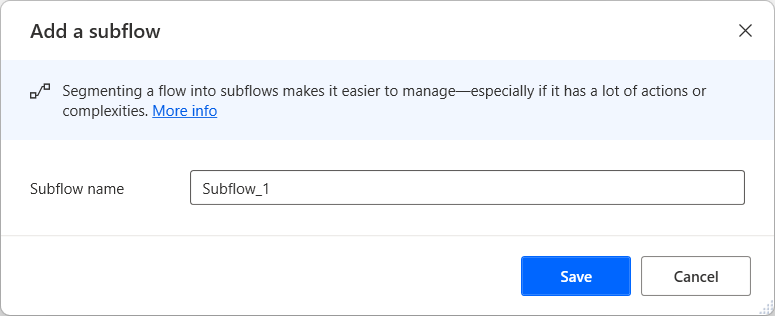 Add a subflow
Segmenting a flow into subflows makes it easier to manage—especially if it has a lot of actions or
complexities. More info
Subflow name
Subflow_1
Save
Cancel